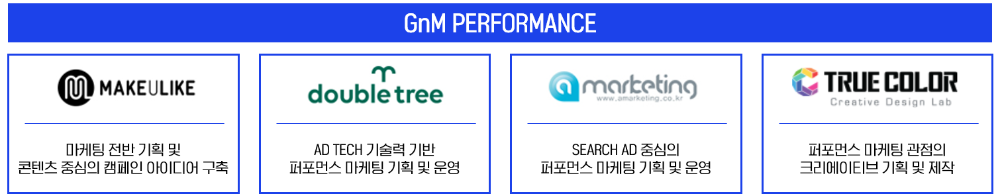 GnM PERFORMANCE
MAKEULIKE
마케팅 전반 기획 및
콘텐츠 중심의 캠페인 아이디어 구축
double tree
AD TECH 기술력 기반
퍼포먼스 마케팅 기획 및 운영
a marketing
www.amarketing.co.kr
SEARCH AD 중심의
퍼포먼스 마케팅 기획 및 운영
TRUE COLOR
Creative Design Lab
퍼포먼스 마케팅 관점의
크리에이티브 기획 및 제작